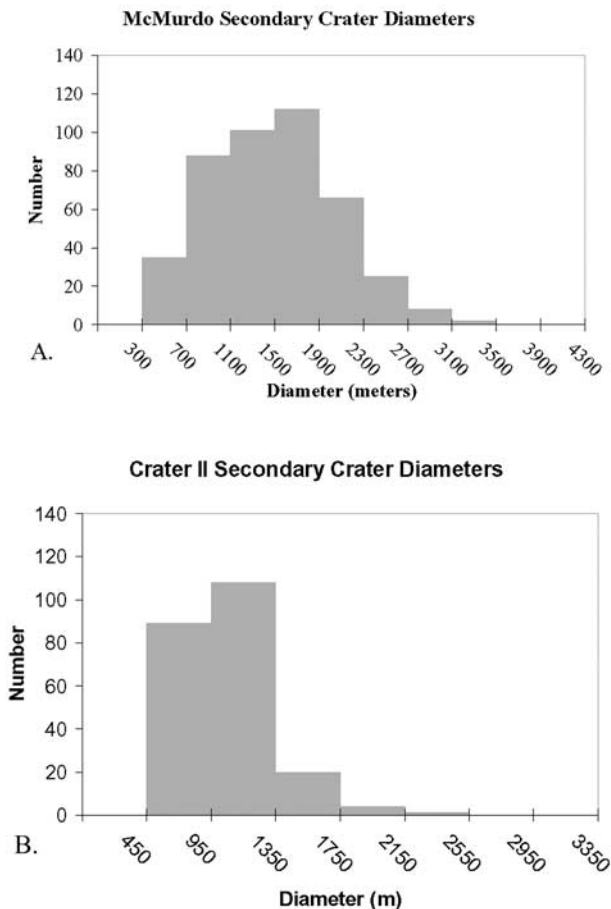 McMurdo Secondary Crater Diameters
140
120
100
80
60
40
20
0
Number
300 700 1100 1500 1900 2300 2700 3100 3500 3900 4300
Diameter (meters)
A.
Crater II Secondary Crater Diameters
140
120
100
80
60
40
20
0
Number
450 950 1350 1750 2150 2550 2950 3350
Diameter (m)
B.